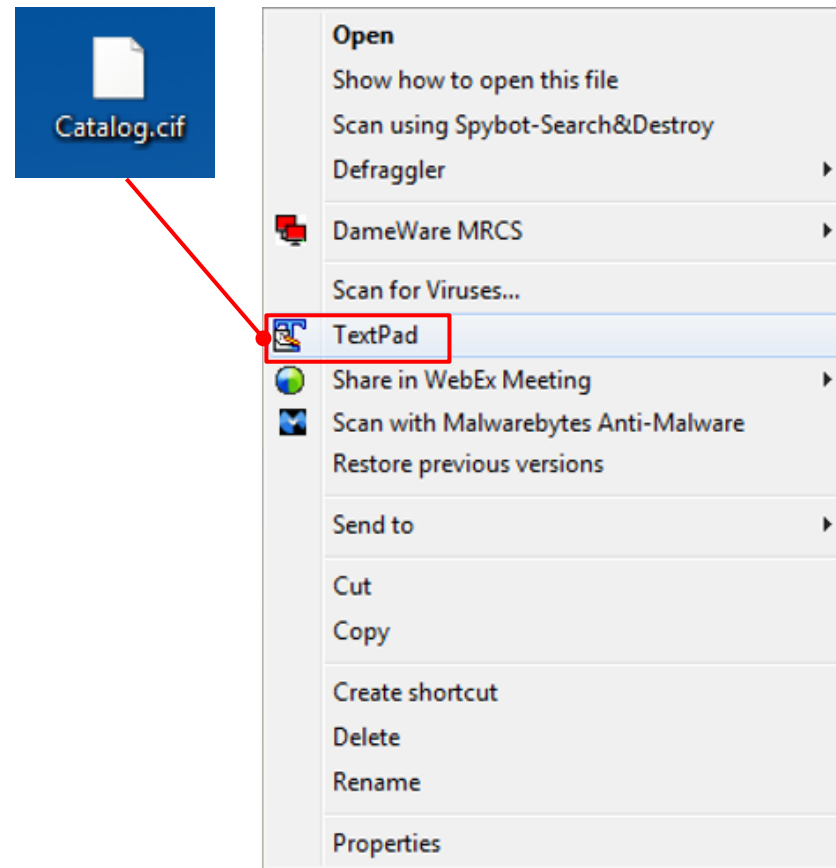 Catalog.cif
Open
Show how to open this file
Scan using Spybot-Search&Destroy
Defraggler
DameWare MRCS
Scan for Viruses...
TextPad
Share in WebEx Meeting
Scan with Malwarebytes Anti-Malware
Restore previous versions
Send to
Cut
Copy
Create shortcut
Delete
Rename
Properties